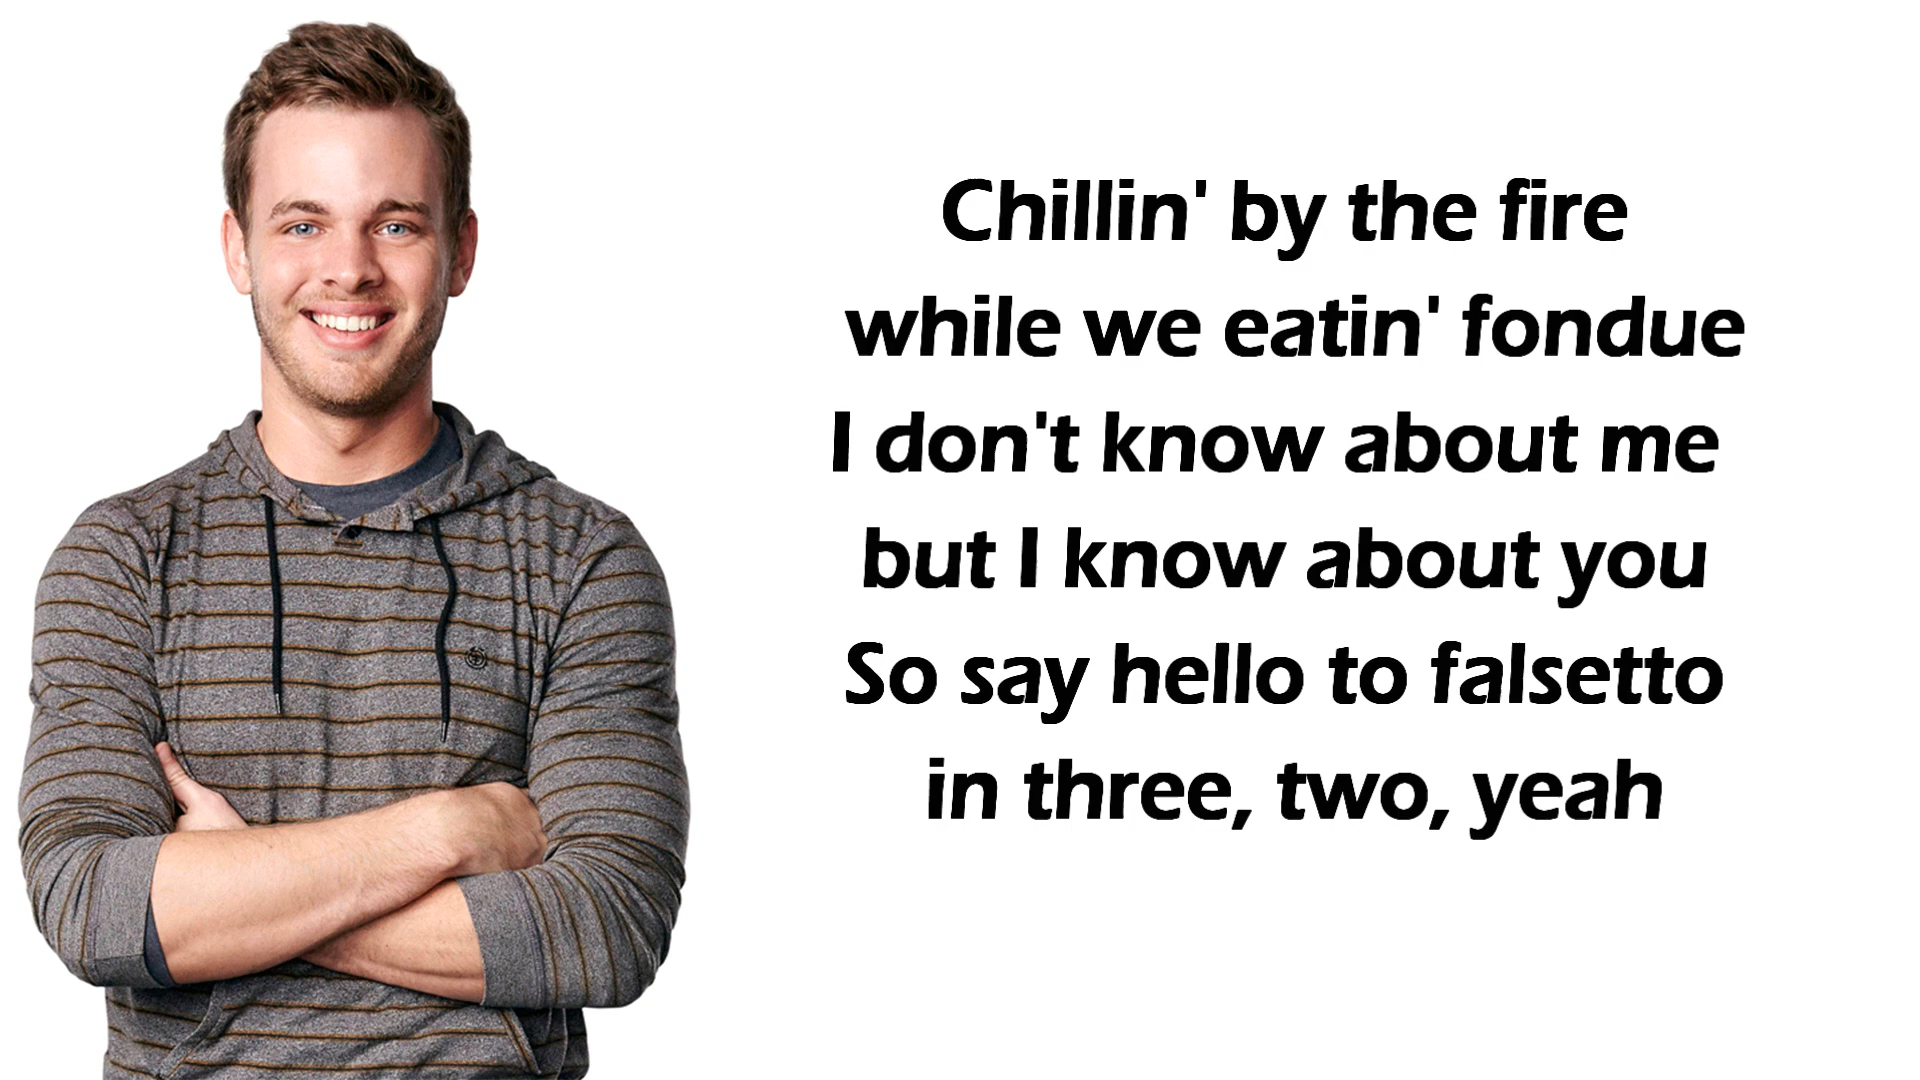 Chillin' by the fire
while we eatin' fondue
I don't know about me
but I know about you
So say hello to falsetto
in three, two, yeah